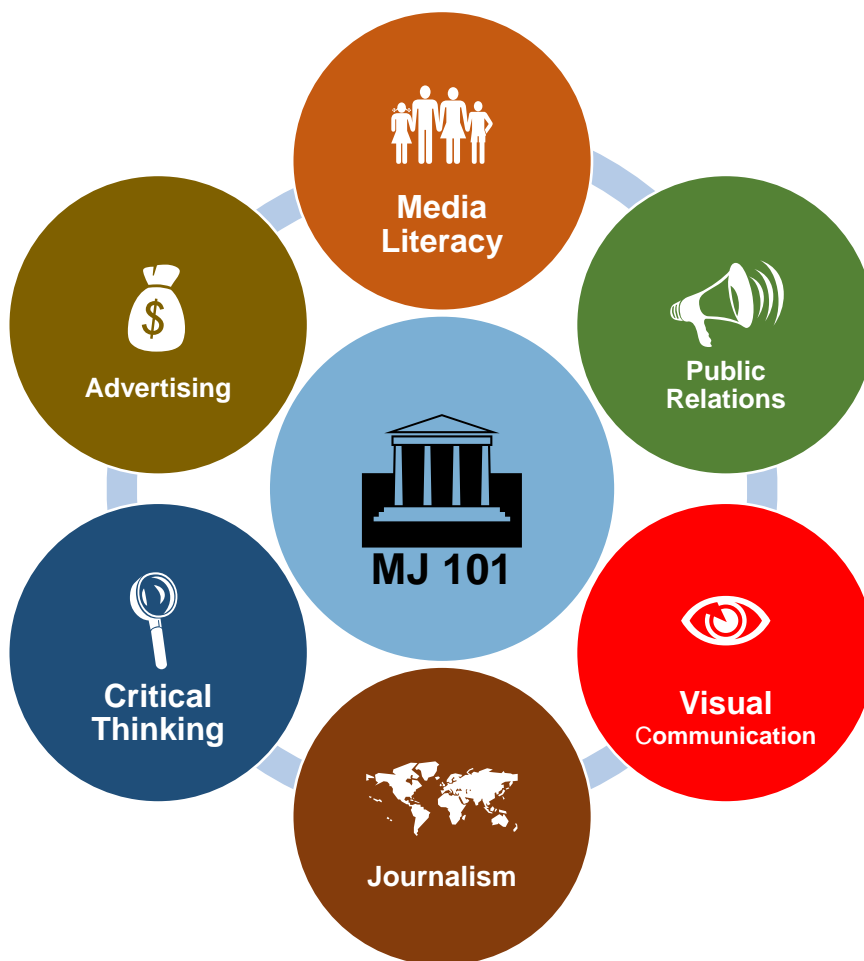 Media
Literacy
$
Advertising
Public
Relations
MJ 101
Critical
Thinking
Visual
Communication
Journalism